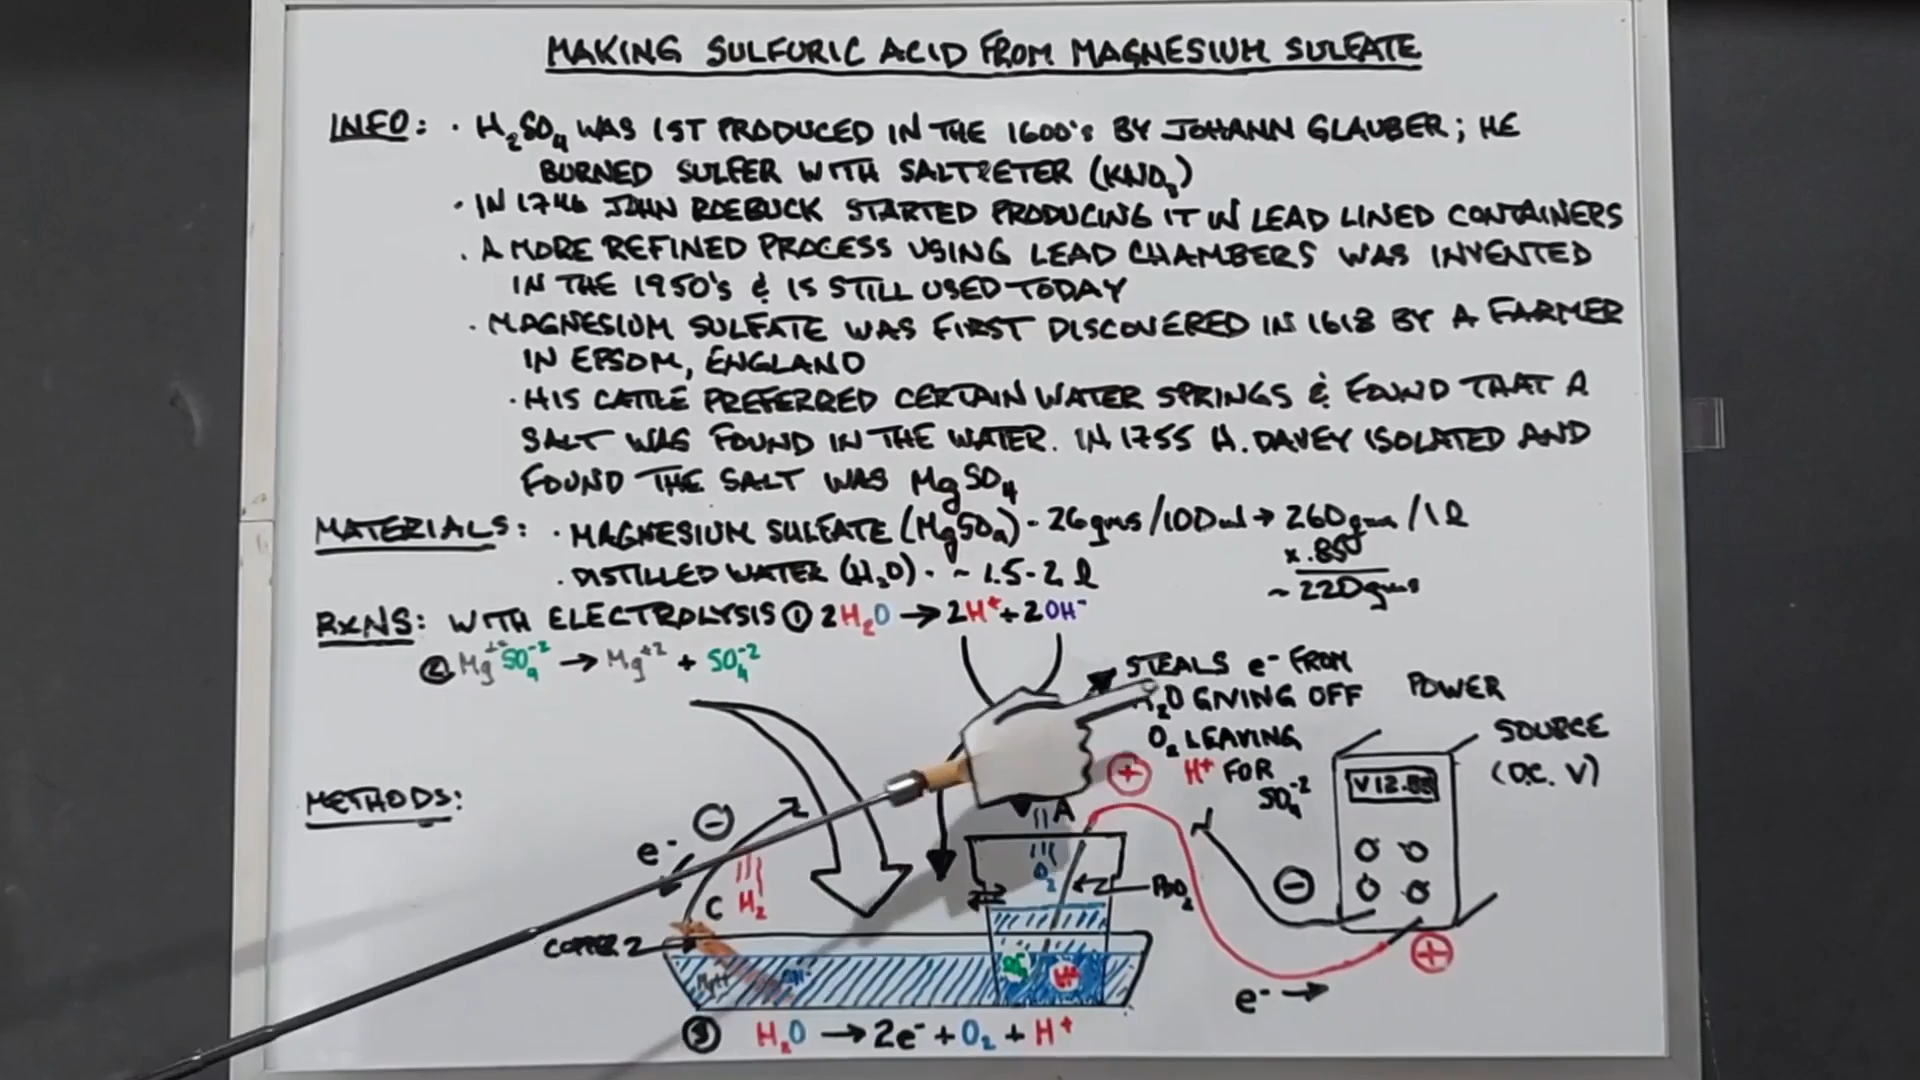 MAKING SULFURIC ACID FROM MAGNESIUM SULFATE
INFO: · H₂SO₄ WAS 1ST PRODUCED IN THE 1600's BY JOHANN GLAUBER; HE
BURNED SULFER WITH SALTPETER (KNO₃)
· IN 1746 JOHN ROEBUCK STARTED PRODUCING IT IN LEAD LINED CONTAINERS
· A MORE REFINED PROCESS USING LEAD CHAMBERS WAS INVENTED
IN THE 1950's & IS STILL USED TODAY
· MAGNESIUM SULFATE WAS FIRST DISCOVERED IN 1618 BY A FARMER
IN EPSOM, ENGLAND
· HIS CATTLE PREFERRED CERTAIN WATER SPRINGS & FOUND THAT A
SALT WAS FOUND IN THE WATER. IN 1755 H. DAVEY ISOLATED AND
FOUND THE SALT WAS MgSO₄
MATERIALS: · MAGNESIUM SULFATE (MgSO₄) - 26gms/100ml → 260gms/1l
x .85
~220gms
· DISTILLED WATER (H₂O) · ~1.5-2 l
RXNS: WITH ELECTROLYSIS ① 2H₂O → 2H⁺ + 2OH⁻
② Mg⁺²SO₄⁻² → Mg⁺² + SO₄⁻²
STEALS e⁻ FROM
H₂O GIVING OFF
O₂ LEAVING
H⁺ FOR
SO₄⁻²
POWER
SOURCE
(D.C. V)
V12.
METHODS:
⊖
e⁻
C
H₂
⊕
A
O₂
PbO₂
⊖
COPPER
Mg++
OH⁻
H⁺
⊕
e⁻ →
③ H₂O → 2e⁻ + O₂ + H⁺